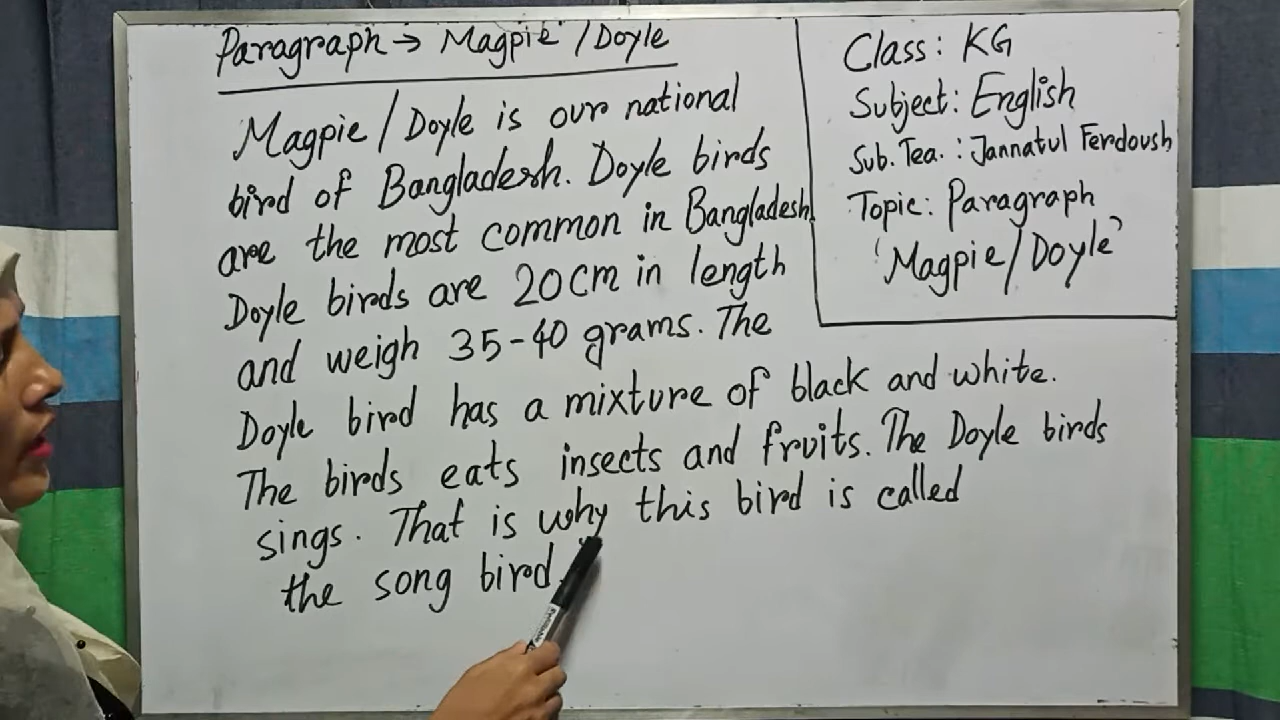 Paragraph → Magpie / Doyle
Magpie / Doyle is our national
bird of Bangladesh. Doyle birds
are the most common in Bangladesh
Doyle birds are 20cm in length
and weigh 35-40 grams. The
Doyle bird has a mixture of black and white.
The birds eats insects and fruits. The Doyle birds
sings. That is why this bird is called
the song bird.
Class: KG
Subject: English
Sub. Tea. : Jannatul Ferdoush
Topic: Paragraph
'Magpie/Doyle'